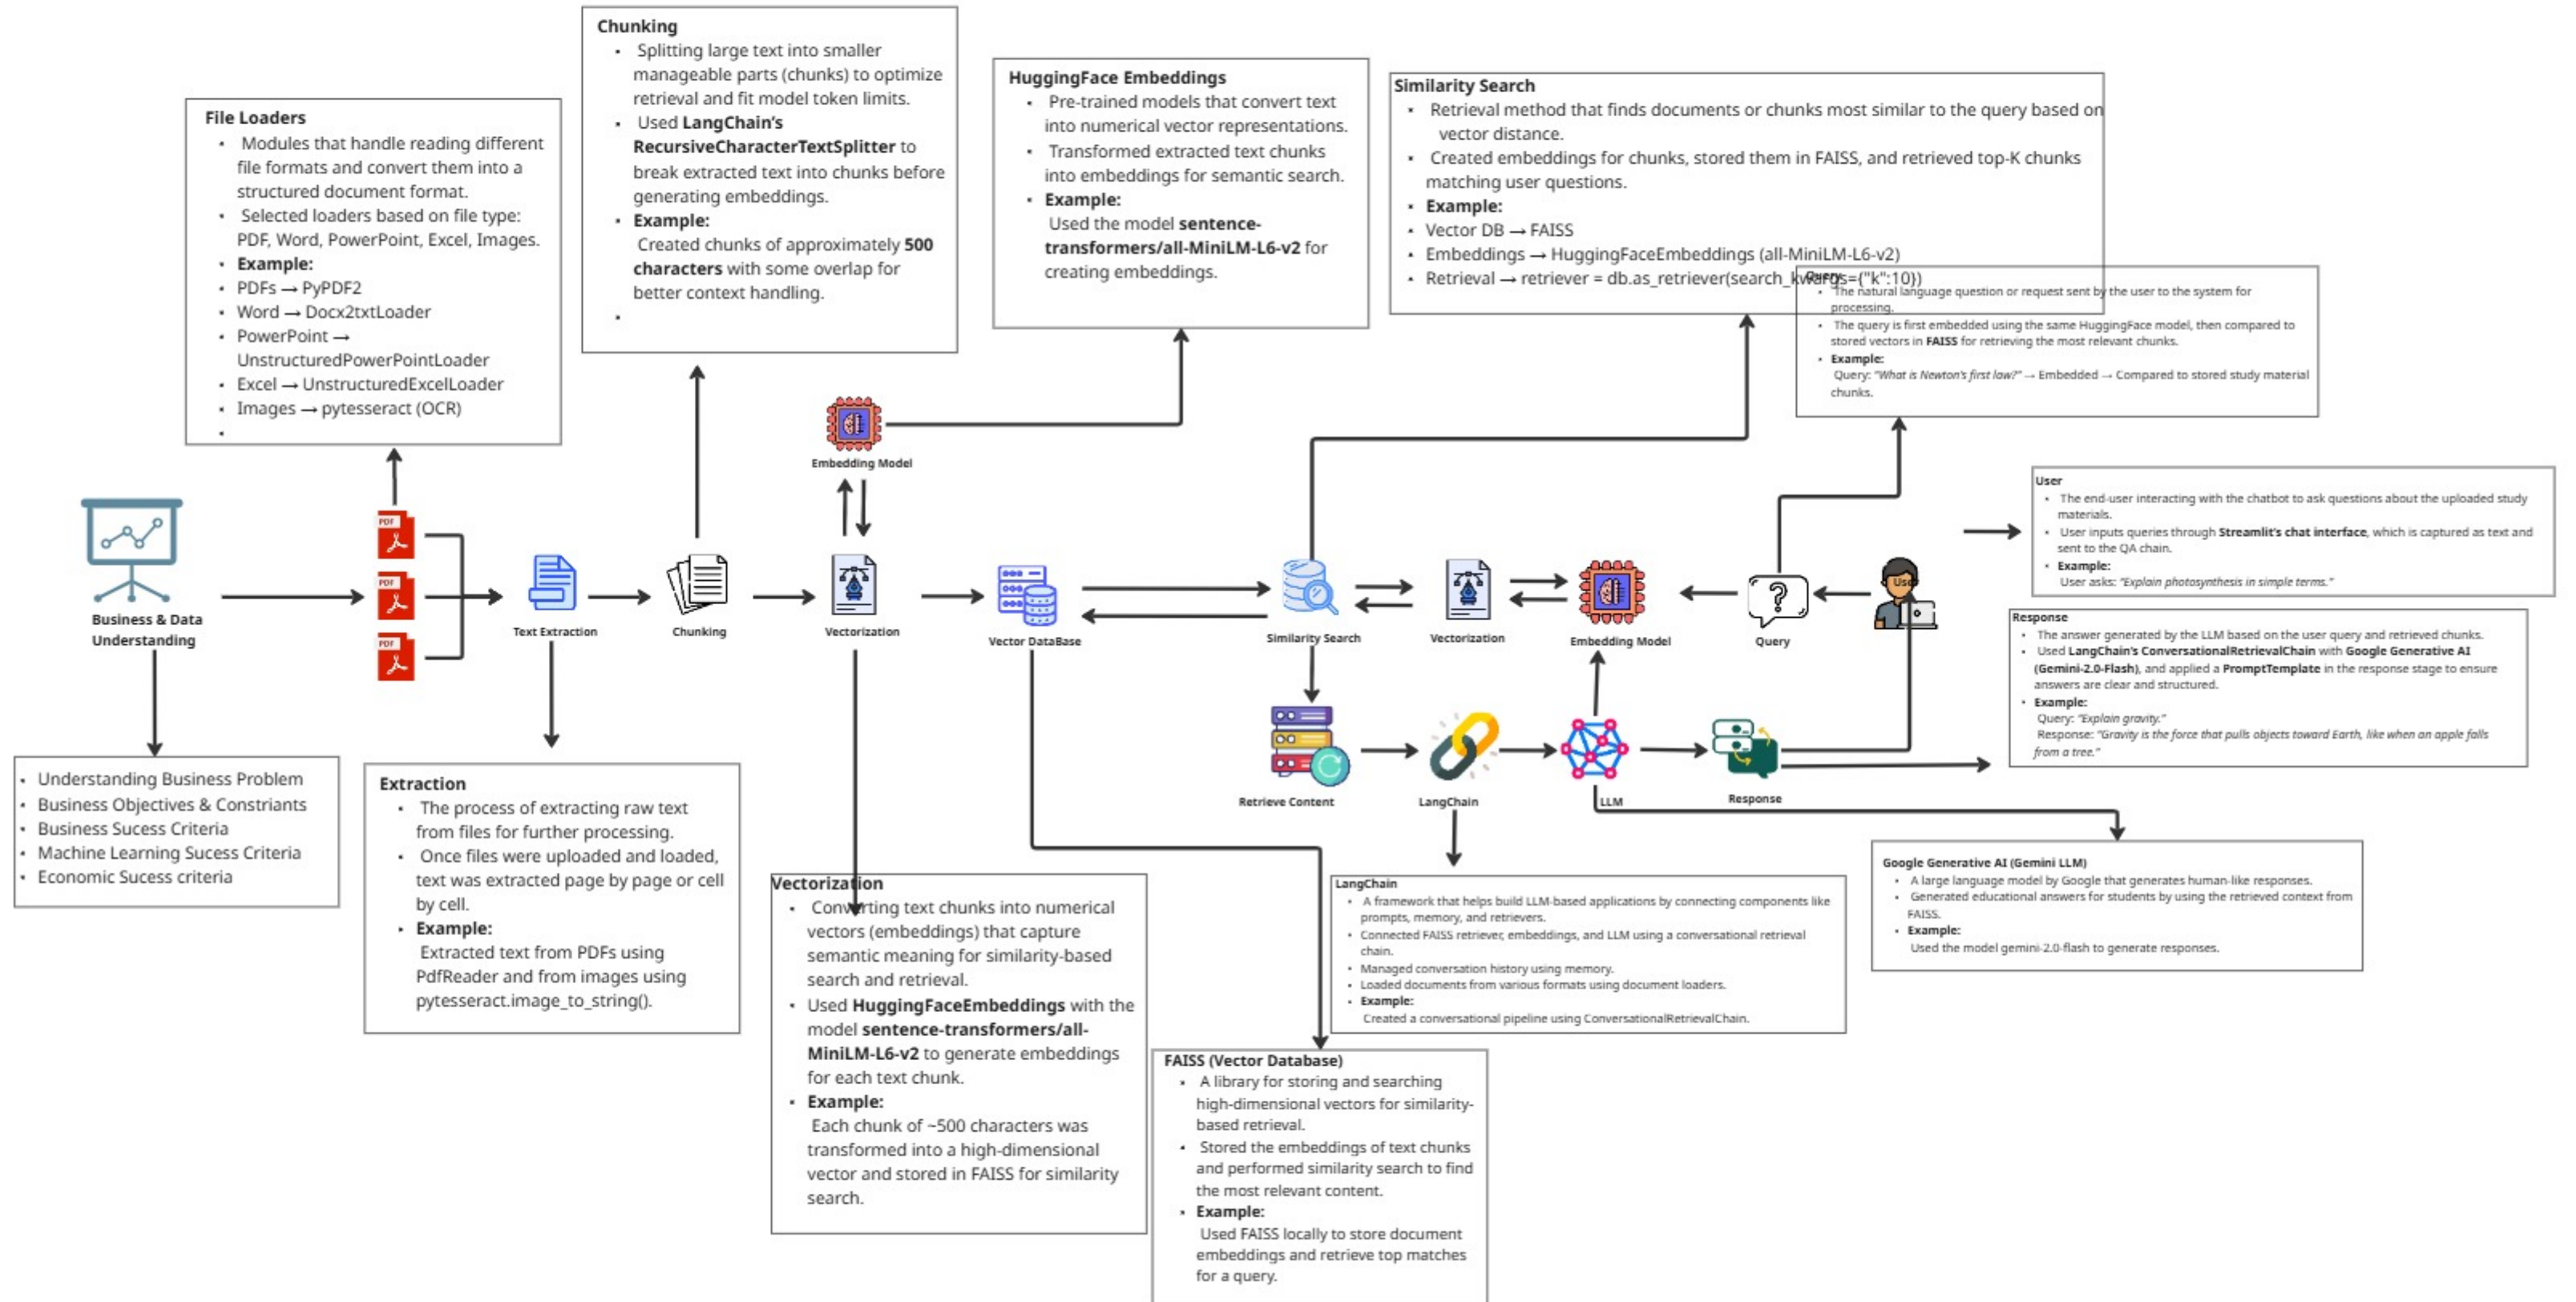 Chunking
Splitting large text into smaller
manageable parts (chunks) to optimize
retrieval and fit model token limits.
Used LangChain's
RecursiveCharacterTextSplitter to
break extracted text into chunks before
generating embeddings.
Example:
Created chunks of approximately 500
characters with some overlap for
better context handling.
HuggingFace Embeddings
Pre-trained models that convert text
into numerical vector representations.
Transformed extracted text chunks
into embeddings for semantic search.
Example:
Used the model sentence-
transformers/all-MiniLM-L6-v2 for
creating embeddings.
Similarity Search
Retrieval method that finds documents or chunks most similar to the query based on
vector distance.
Created embeddings for chunks, stored them in FAISS, and retrieved top-K chunks
matching user questions.
Example:
Vector DB → FAISS
Embeddings → HuggingFaceEmbeddings (all-MiniLM-L6-v2)
Retrieval → retriever = db.as_retriever(search_kwargs={"k":10})
File Loaders
Modules that handle reading different
file formats and convert them into a
structured document format.
Selected loaders based on file type:
PDF, Word, PowerPoint, Excel, Images.
Example:
PDFs → PyPDF2
Word → Docx2txtLoader
PowerPoint →
UnstructuredPowerPointLoader
Excel → UnstructuredExcelLoader
Images → pytesseract (OCR)
Query
The natural language question or request sent by the user to the system for
processing.
The query is first embedded using the same HuggingFace model, then compared to
stored vectors in FAISS for retrieving the most relevant chunks.
Example:
Query: "What is Newton's first law?" → Embedded → Compared to stored study material
chunks.
Embedding Model
User
The end-user interacting with the chatbot to ask questions about the uploaded study
materials.
User inputs queries through Streamlit's chat interface, which is captured as text and
sent to the QA chain.
Example:
User asks: "Explain photosynthesis in simple terms."
PDF
PDF
PDF
User
Business & Data
Understanding
Text Extraction
Chunking
Vectorization
Vector DataBase
Similarity Search
Vectorization
Embedding Model
Query
Response
The answer generated by the LLM based on the user query and retrieved chunks.
Used LangChain's ConversationalRetrievalChain with Google Generative AI
(Gemini-2.0-Flash), and applied a PromptTemplate in the response stage to ensure
answers are clear and structured.
Example:
Query: "Explain gravity."
Response: "Gravity is the force that pulls objects toward Earth, like when an apple falls
from a tree."
Retrieve Content
LangChain
LLM
Response
Understanding Business Problem
Business Objectives & Constriants
Business Sucess Criteria
Machine Learning Sucess Criteria
Economic Sucess criteria
Extraction
The process of extracting raw text
from files for further processing.
Once files were uploaded and loaded,
text was extracted page by page or cell
by cell.
Example:
Extracted text from PDFs using
PdfReader and from images using
pytesseract.image_to_string().
Vectorization
Converting text chunks into numerical
vectors (embeddings) that capture
semantic meaning for similarity-based
search and retrieval.
Used HuggingFaceEmbeddings with the
model sentence-transformers/all-
MiniLM-L6-v2 to generate embeddings
for each text chunk.
Example:
Each chunk of ~500 characters was
transformed into a high-dimensional
vector and stored in FAISS for similarity
search.
LangChain
A framework that helps build LLM-based applications by connecting components like
prompts, memory, and retrievers.
Connected FAISS retriever, embeddings, and LLM using a conversational retrieval
chain.
Managed conversation history using memory.
Loaded documents from various formats using document loaders.
Example:
Created a conversational pipeline using ConversationalRetrievalChain.
Google Generative AI (Gemini LLM)
A large language model by Google that generates human-like responses.
Generated educational answers for students by using the retrieved context from
FAISS.
Example:
Used the model gemini-2.0-flash to generate responses.
FAISS (Vector Database)
A library for storing and searching
high-dimensional vectors for similarity-
based retrieval.
Stored the embeddings of text chunks
and performed similarity search to find
the most relevant content.
Example:
Used FAISS locally to store document
embeddings and retrieve top matches
for a query.